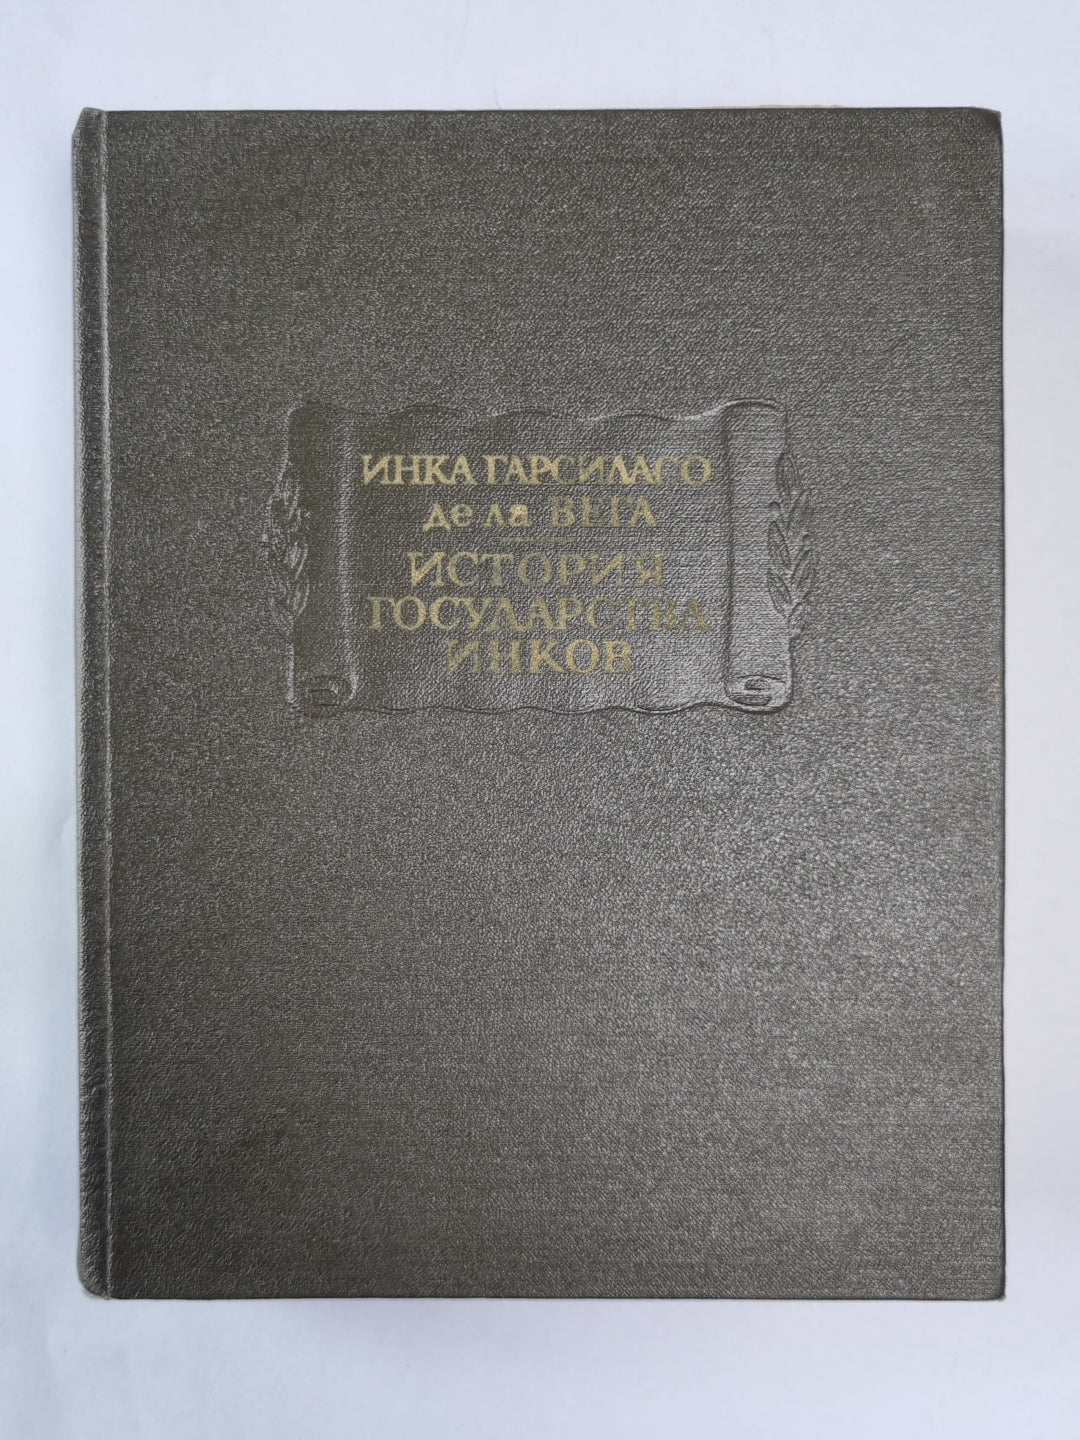 ИНКА ГАРСИЛАСО
де ла ВЕГА
ИСТОРИЯ
ГОСУДАРСТВА
ИНКОВ